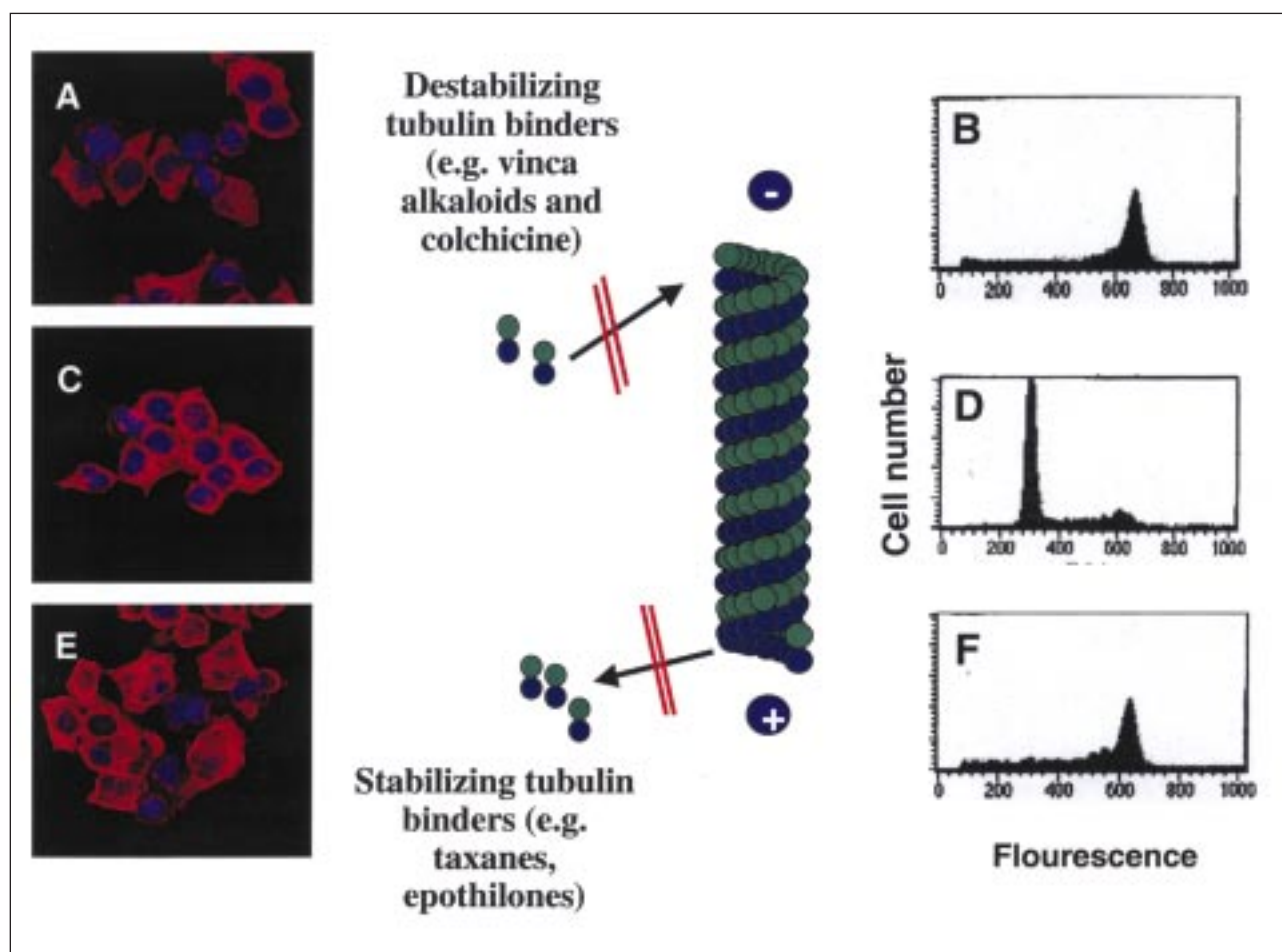 A
Destabilizing
tubulin binders
(e.g. vinca
alkaloids and
colchicine)
-
B
0 200 400 600 800 1000
C
D
Cell number
0 200 400 600 800 1000
E
+
Stabilizing tubulin
binders (e.g.
taxanes,
epothilones)
F
0 200 400 600 800 1000
Flourescence